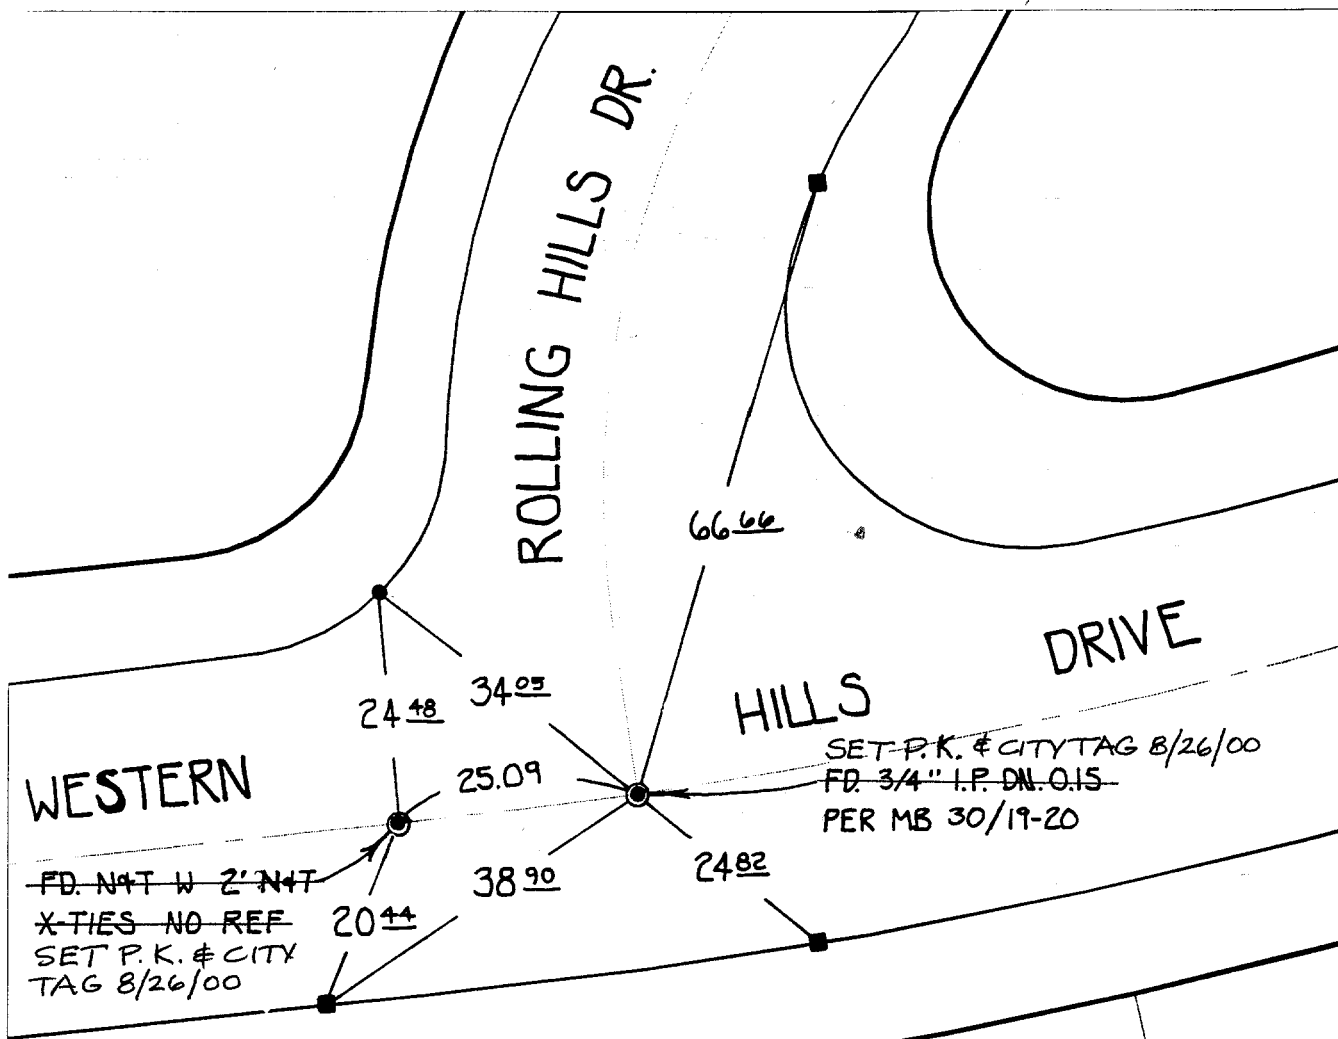 ROLLING HILLS DR.
66 66
DRIVE
34 05
HILLS
24 48
SET P.K. & CITY TAG 8/26/00
WESTERN
25.09
FD. 3/4" I.P. DN. 0.15
PER MB 30/19-20
24 82
FD. N&T W 2' N&T
38 90
X-TIES NO REF
20 44
SET P.K. & CITY
TAG 8/26/00